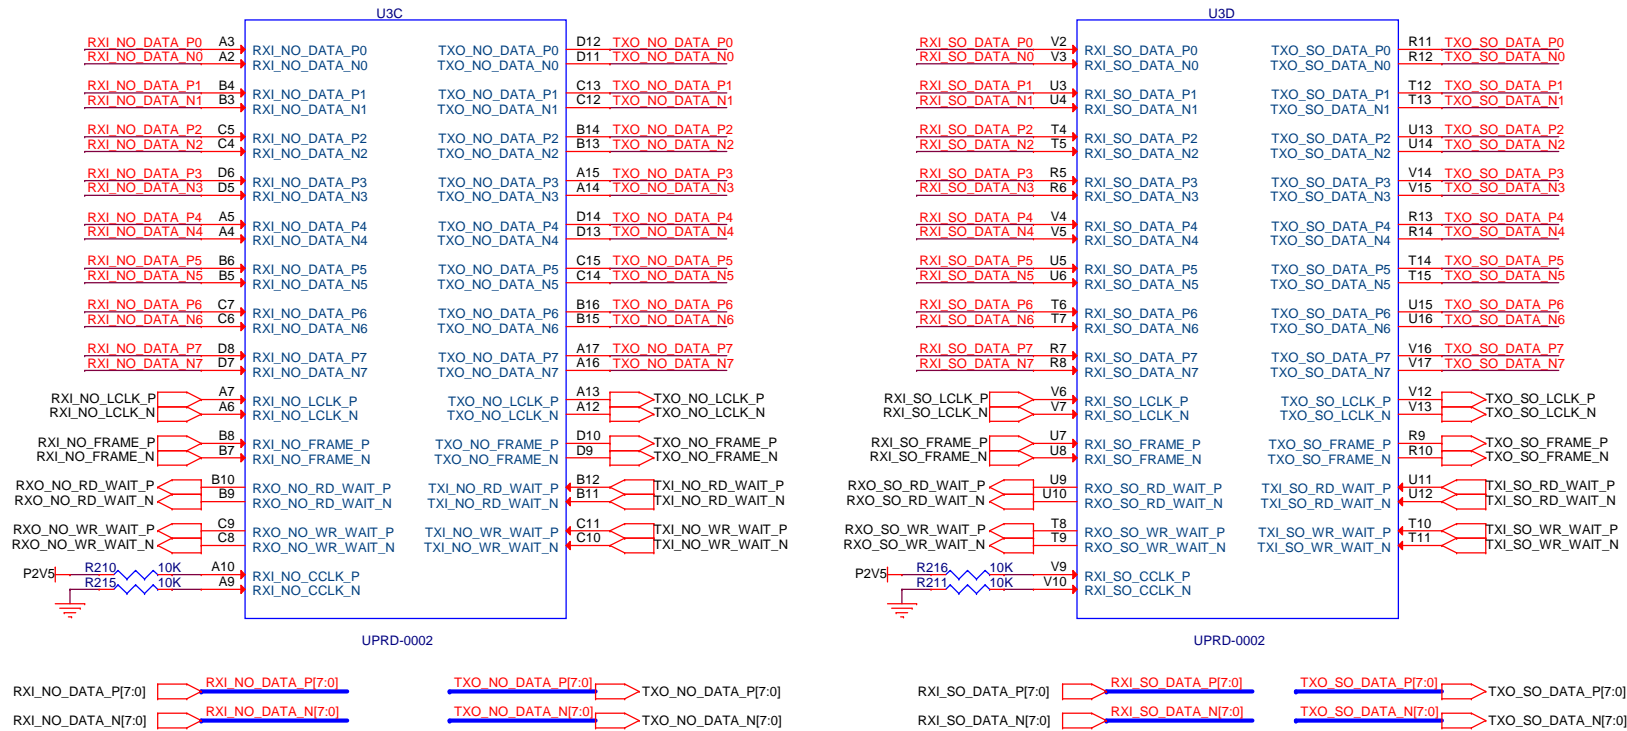 U3C
RXI_NO_DATA_P0 A3 RXI_NO_DATA_P0 TXO_NO_DATA_P0 D12 TXO_NO_DATA_P0
RXI_NO_DATA_N0 A2 RXI_NO_DATA_N0 TXO_NO_DATA_N0 D11 TXO_NO_DATA_N0
RXI_NO_DATA_P1 B4 RXI_NO_DATA_P1 TXO_NO_DATA_P1 C13 TXO_NO_DATA_P1
RXI_NO_DATA_N1 B3 RXI_NO_DATA_N1 TXO_NO_DATA_N1 C12 TXO_NO_DATA_N1
RXI_NO_DATA_P2 C5 RXI_NO_DATA_P2 TXO_NO_DATA_P2 B14 TXO_NO_DATA_P2
RXI_NO_DATA_N2 C4 RXI_NO_DATA_N2 TXO_NO_DATA_N2 B13 TXO_NO_DATA_N2
RXI_NO_DATA_P3 D6 RXI_NO_DATA_P3 TXO_NO_DATA_P3 A15 TXO_NO_DATA_P3
RXI_NO_DATA_N3 D5 RXI_NO_DATA_N3 TXO_NO_DATA_N3 A14 TXO_NO_DATA_N3
RXI_NO_DATA_P4 A5 RXI_NO_DATA_P4 TXO_NO_DATA_P4 D14 TXO_NO_DATA_P4
RXI_NO_DATA_N4 A4 RXI_NO_DATA_N4 TXO_NO_DATA_N4 D13 TXO_NO_DATA_N4
RXI_NO_DATA_P5 B6 RXI_NO_DATA_P5 TXO_NO_DATA_P5 C15 TXO_NO_DATA_P5
RXI_NO_DATA_N5 B5 RXI_NO_DATA_N5 TXO_NO_DATA_N5 C14 TXO_NO_DATA_N5
RXI_NO_DATA_P6 C7 RXI_NO_DATA_P6 TXO_NO_DATA_P6 B16 TXO_NO_DATA_P6
RXI_NO_DATA_N6 C6 RXI_NO_DATA_N6 TXO_NO_DATA_N6 B15 TXO_NO_DATA_N6
RXI_NO_DATA_P7 D8 RXI_NO_DATA_P7 TXO_NO_DATA_P7 A17 TXO_NO_DATA_P7
RXI_NO_DATA_N7 D7 RXI_NO_DATA_N7 TXO_NO_DATA_N7 A16 TXO_NO_DATA_N7
RXI_NO_LCLK_P A7 RXI_NO_LCLK_P TXO_NO_LCLK_P A13 TXO_NO_LCLK_P
RXI_NO_LCLK_N A6 RXI_NO_LCLK_N TXO_NO_LCLK_N A12 TXO_NO_LCLK_N
RXI_NO_FRAME_P B8 RXI_NO_FRAME_P TXO_NO_FRAME_P D10 TXO_NO_FRAME_P
RXI_NO_FRAME_N B7 RXI_NO_FRAME_N TXO_NO_FRAME_N D9 TXO_NO_FRAME_N
RXO_NO_RD_WAIT_P B10 RXO_NO_RD_WAIT_P TXI_NO_RD_WAIT_P B12 TXI_NO_RD_WAIT_P
RXO_NO_RD_WAIT_N B9 RXO_NO_RD_WAIT_N TXI_NO_RD_WAIT_N B11 TXI_NO_RD_WAIT_N
RXO_NO_WR_WAIT_P C9 RXO_NO_WR_WAIT_P TXI_NO_WR_WAIT_P C11 TXI_NO_WR_WAIT_P
RXO_NO_WR_WAIT_N C8 RXO_NO_WR_WAIT_N TXI_NO_WR_WAIT_N C10 TXI_NO_WR_WAIT_N
P2V5 R210 10K A10 RXI_NO_CCLK_P
R215 10K A9 RXI_NO_CCLK_N
UPRD-0002
RXI_NO_DATA_P[7:0] RXI_NO_DATA_P[7:0] TXO_NO_DATA_P[7:0] TXO_NO_DATA_P[7:0]
RXI_NO_DATA_N[7:0] RXI_NO_DATA_N[7:0] TXO_NO_DATA_N[7:0] TXO_NO_DATA_N[7:0]
U3D
RXI_SO_DATA_P0 V2 RXI_SO_DATA_P0 TXO_SO_DATA_P0 R11 TXO_SO_DATA_P0
RXI_SO_DATA_N0 V3 RXI_SO_DATA_N0 TXO_SO_DATA_N0 R12 TXO_SO_DATA_N0
RXI_SO_DATA_P1 U3 RXI_SO_DATA_P1 TXO_SO_DATA_P1 T12 TXO_SO_DATA_P1
RXI_SO_DATA_N1 U4 RXI_SO_DATA_N1 TXO_SO_DATA_N1 T13 TXO_SO_DATA_N1
RXI_SO_DATA_P2 T4 RXI_SO_DATA_P2 TXO_SO_DATA_P2 U13 TXO_SO_DATA_P2
RXI_SO_DATA_N2 T5 RXI_SO_DATA_N2 TXO_SO_DATA_N2 U14 TXO_SO_DATA_N2
RXI_SO_DATA_P3 R5 RXI_SO_DATA_P3 TXO_SO_DATA_P3 V14 TXO_SO_DATA_P3
RXI_SO_DATA_N3 R6 RXI_SO_DATA_N3 TXO_SO_DATA_N3 V15 TXO_SO_DATA_N3
RXI_SO_DATA_P4 V4 RXI_SO_DATA_P4 TXO_SO_DATA_P4 R13 TXO_SO_DATA_P4
RXI_SO_DATA_N4 V5 RXI_SO_DATA_N4 TXO_SO_DATA_N4 R14 TXO_SO_DATA_N4
RXI_SO_DATA_P5 U5 RXI_SO_DATA_P5 TXO_SO_DATA_P5 T14 TXO_SO_DATA_P5
RXI_SO_DATA_N5 U6 RXI_SO_DATA_N5 TXO_SO_DATA_N5 T15 TXO_SO_DATA_N5
RXI_SO_DATA_P6 T6 RXI_SO_DATA_P6 TXO_SO_DATA_P6 U15 TXO_SO_DATA_P6
RXI_SO_DATA_N6 T7 RXI_SO_DATA_N6 TXO_SO_DATA_N6 U16 TXO_SO_DATA_N6
RXI_SO_DATA_P7 R7 RXI_SO_DATA_P7 TXO_SO_DATA_P7 V16 TXO_SO_DATA_P7
RXI_SO_DATA_N7 R8 RXI_SO_DATA_N7 TXO_SO_DATA_N7 V17 TXO_SO_DATA_N7
RXI_SO_LCLK_P V6 RXI_SO_LCLK_P TXO_SO_LCLK_P V12 TXO_SO_LCLK_P
RXI_SO_LCLK_N V7 RXI_SO_LCLK_N TXO_SO_LCLK_N V13 TXO_SO_LCLK_N
RXI_SO_FRAME_P U7 RXI_SO_FRAME_P TXO_SO_FRAME_P R9 TXO_SO_FRAME_P
RXI_SO_FRAME_N U8 RXI_SO_FRAME_N TXO_SO_FRAME_N R10 TXO_SO_FRAME_N
RXO_SO_RD_WAIT_P U9 RXO_SO_RD_WAIT_P TXI_SO_RD_WAIT_P U11 TXI_SO_RD_WAIT_P
RXO_SO_RD_WAIT_N U10 RXO_SO_RD_WAIT_N TXI_SO_RD_WAIT_N U12 TXI_SO_RD_WAIT_N
RXO_SO_WR_WAIT_P T8 RXO_SO_WR_WAIT_P TXI_SO_WR_WAIT_P T10 TXI_SO_WR_WAIT_P
RXO_SO_WR_WAIT_N T9 RXO_SO_WR_WAIT_N TXI_SO_WR_WAIT_N T11 TXI_SO_WR_WAIT_N
P2V5 R216 10K V9 RXI_SO_CCLK_P
R211 10K V10 RXI_SO_CCLK_N
UPRD-0002
RXI_SO_DATA_P[7:0] RXI_SO_DATA_P[7:0] TXO_SO_DATA_P[7:0] TXO_SO_DATA_P[7:0]
RXI_SO_DATA_N[7:0] RXI_SO_DATA_N[7:0] TXO_SO_DATA_N[7:0] TXO_SO_DATA_N[7:0]